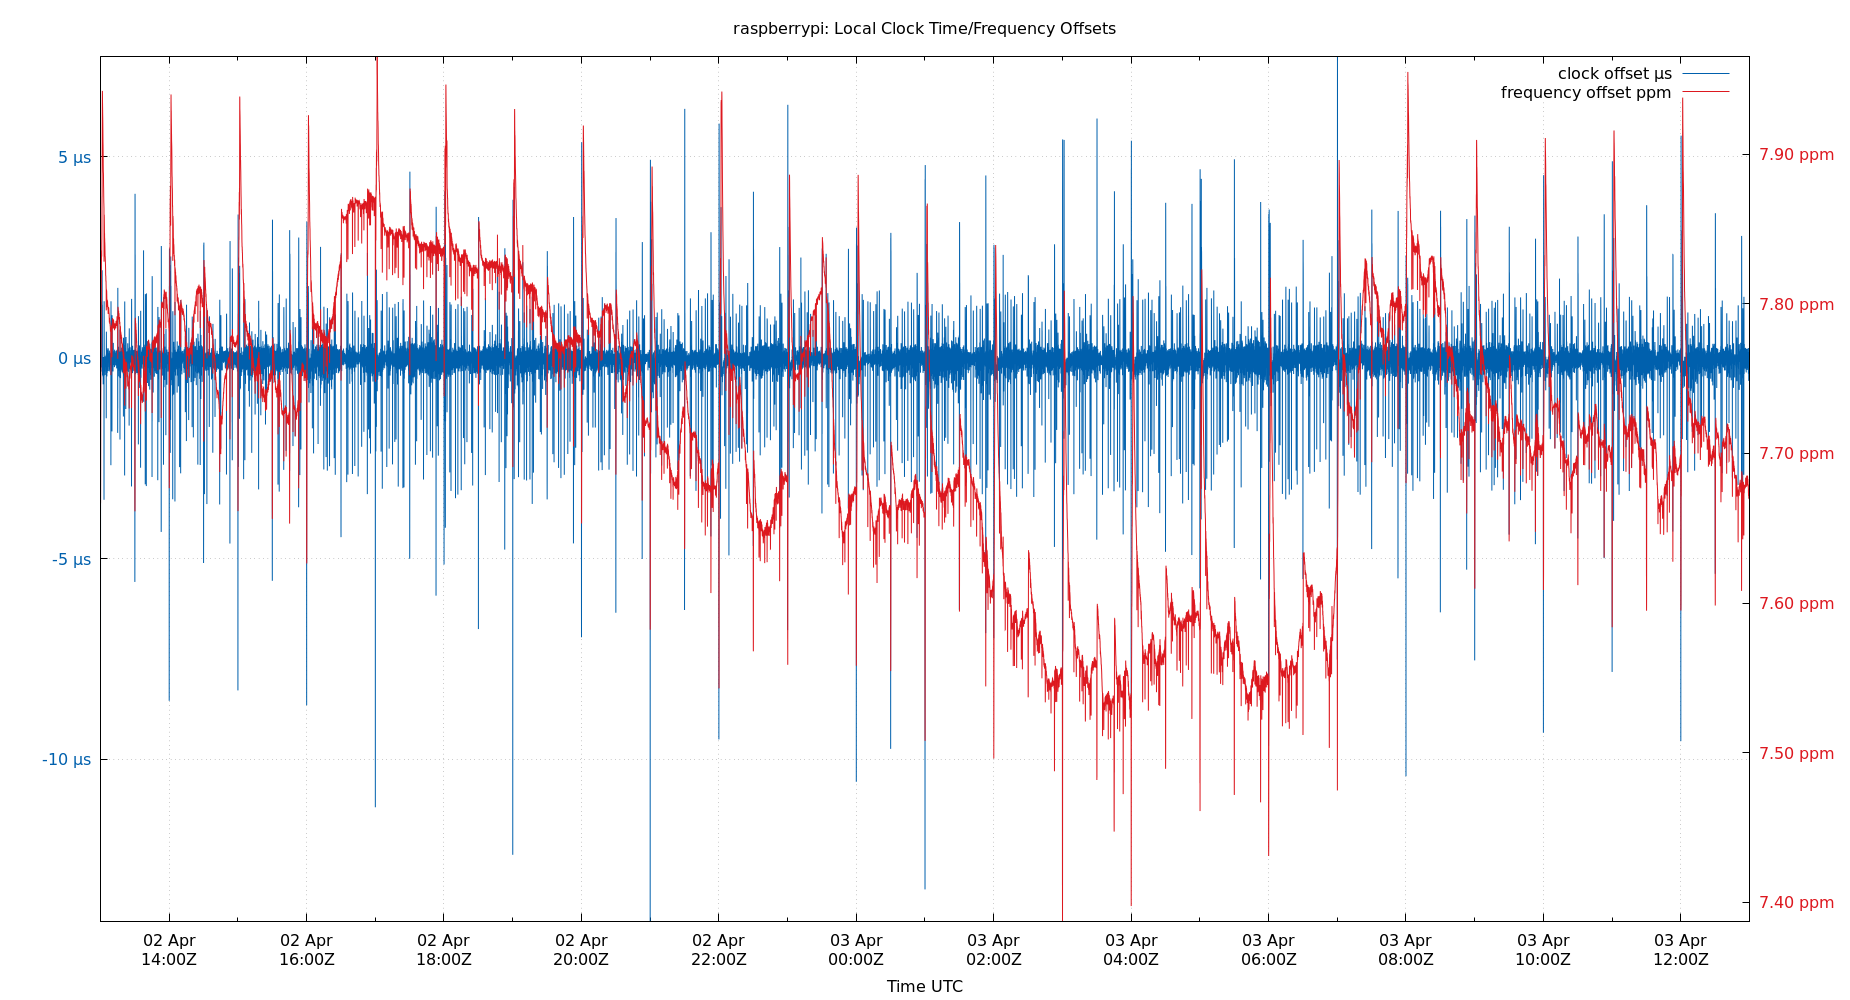 raspberrypi: Local Clock Time/Frequency Offsets
clock offset µs
frequency offset ppm
5 µs
0 µs
-5 µs
-10 µs
7.90 ppm
7.80 ppm
7.70 ppm
7.60 ppm
7.50 ppm
7.40 ppm
02 Apr 02 Apr 02 Apr 02 Apr 02 Apr 03 Apr 03 Apr 03 Apr 03 Apr 03 Apr 03 Apr 03 Apr
14:00Z 16:00Z 18:00Z 20:00Z 22:00Z 00:00Z 02:00Z 04:00Z 06:00Z 08:00Z 10:00Z 12:00Z
Time UTC